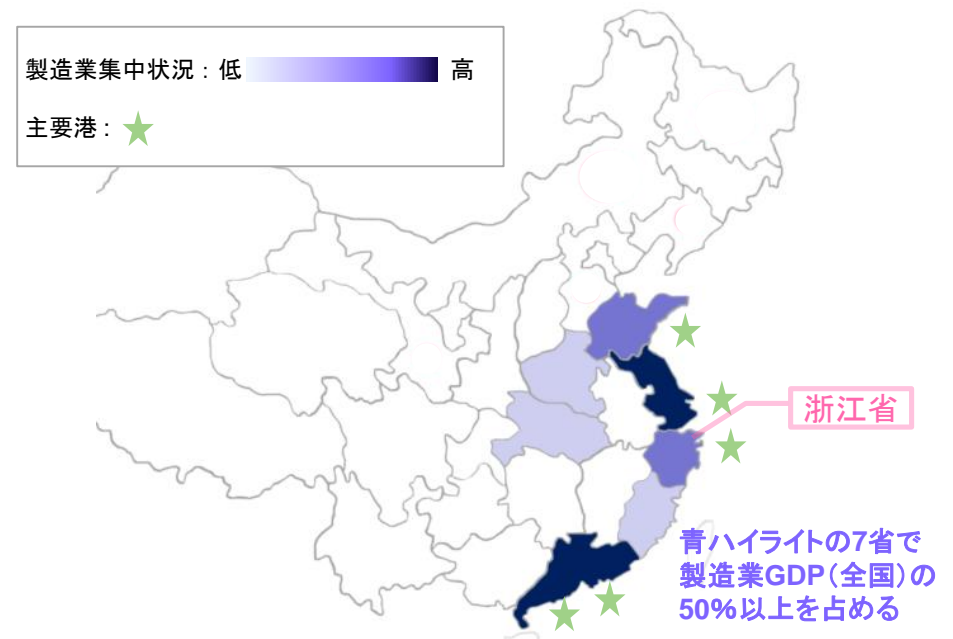 製造業集中状況：低 高
主要港：
浙江省
青ハイライトの7省で
製造業GDP（全国）の
50%以上を占める